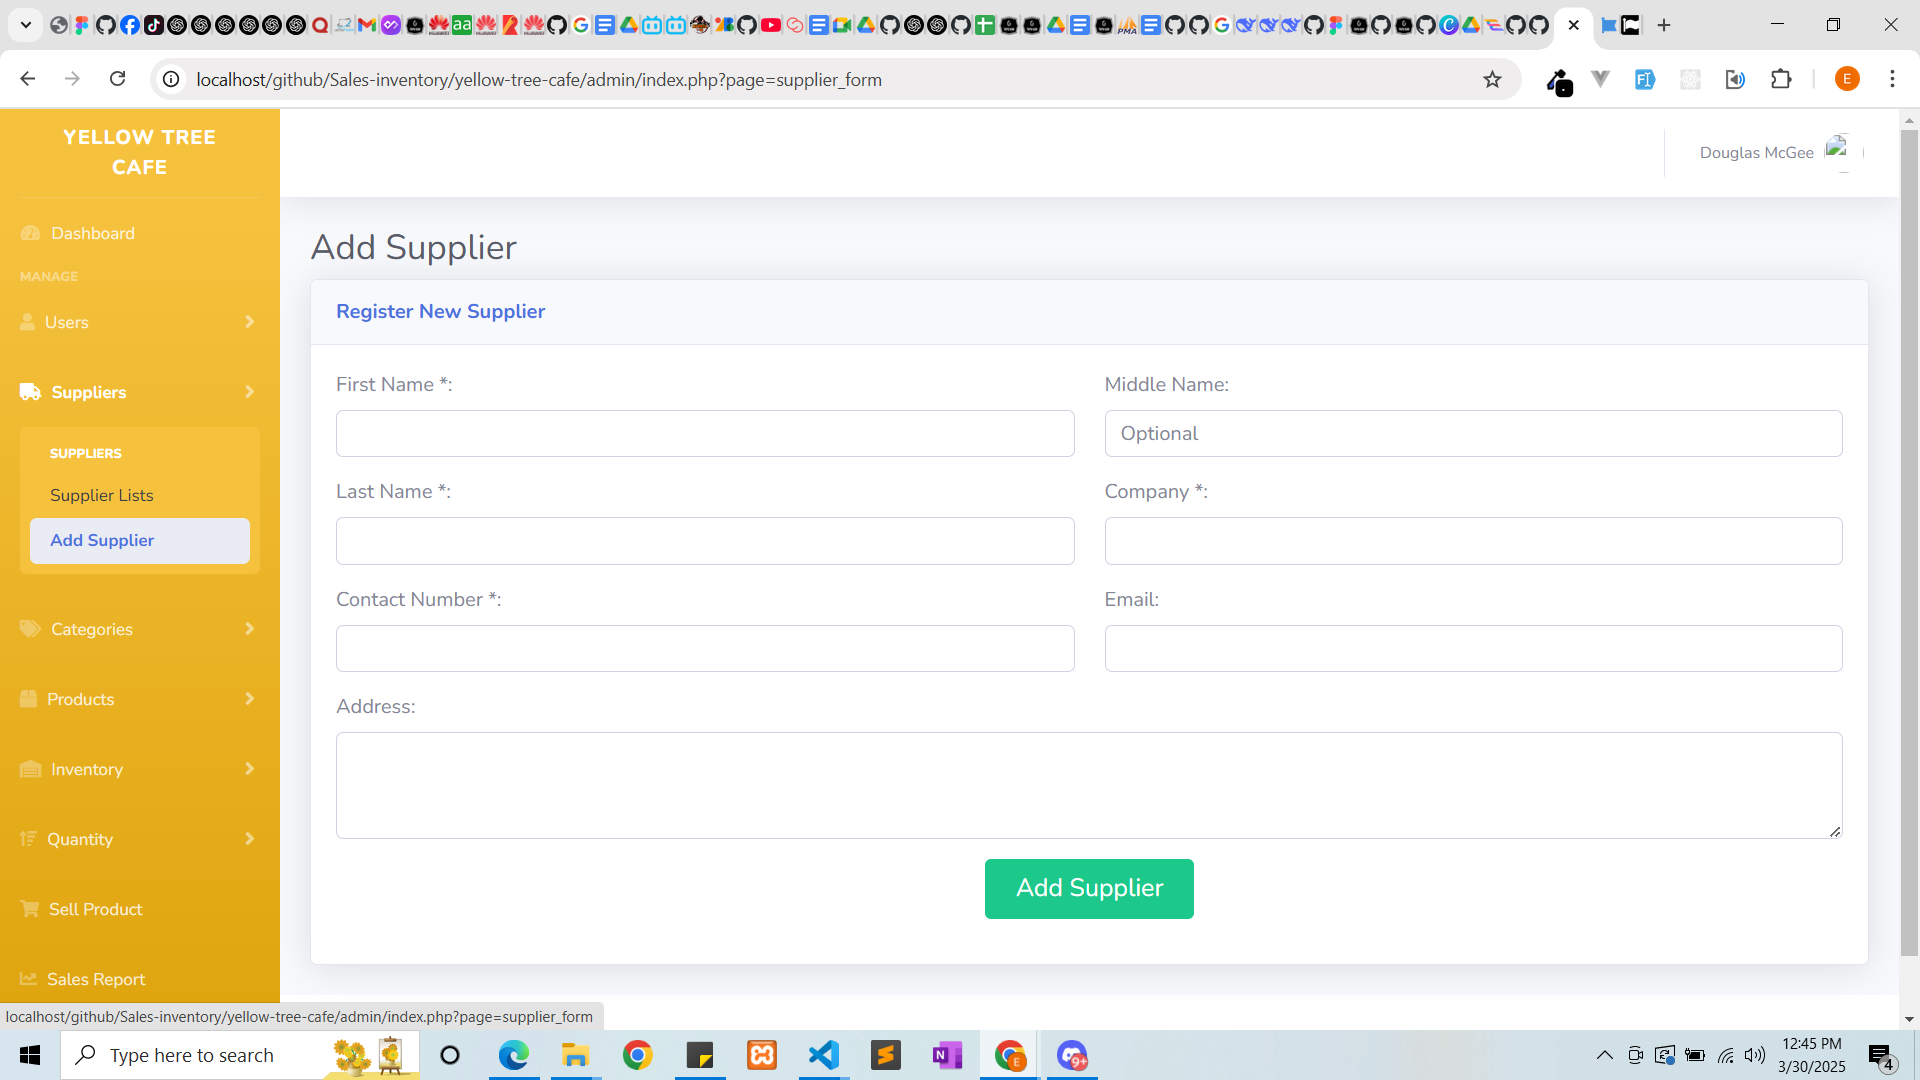 localhost/github/Sales-inventory/yellow-tree-cafe/admin/index.php?page=supplier_form
E
YELLOW TREE
CAFE
Douglas McGee
Dashboard
MANAGE
Users
Suppliers
SUPPLIERS
Supplier Lists
Add Supplier
Categories
Products
Inventory
Quantity
Sell Product
Sales Report
Add Supplier
Register New Supplier
First Name *:
Middle Name:
Optional
Last Name *:
Company *:
Contact Number *:
Email:
Address:
Add Supplier
localhost/github/Sales-inventory/yellow-tree-cafe/admin/index.php?page=supplier_form
Type here to search
E
9+
12:45 PM
3/30/2025
4